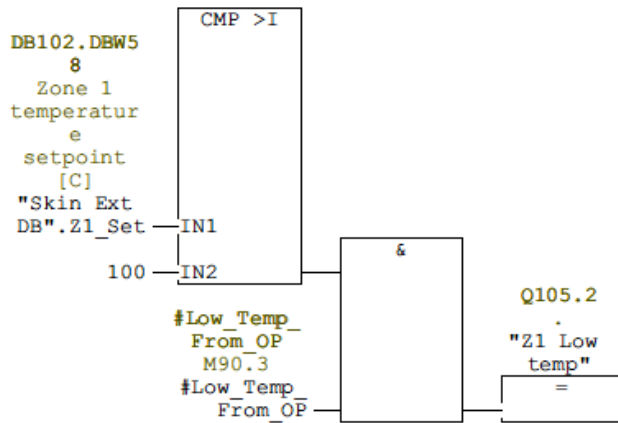 CMP >I
DB102.DBW5
8
Zone 1
temperatur
e
setpoint
[C]
"Skin Ext
DB".Z1_Set
IN1
100
IN2
&
#Low_Temp_
From_OP
M90.3
#Low_Temp_
From_OP
Q105.2
.
"Z1 Low
temp"
=